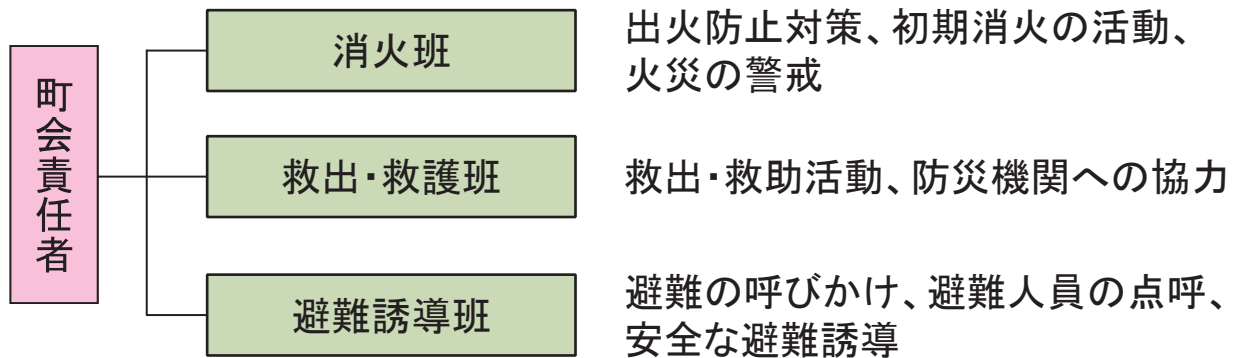 町会責任者
消火班
出火防止対策、初期消火の活動、
火災の警戒
救出・救護班
救出・救助活動、防災機関への協力
避難誘導班
避難の呼びかけ、避難人員の点呼、
安全な避難誘導